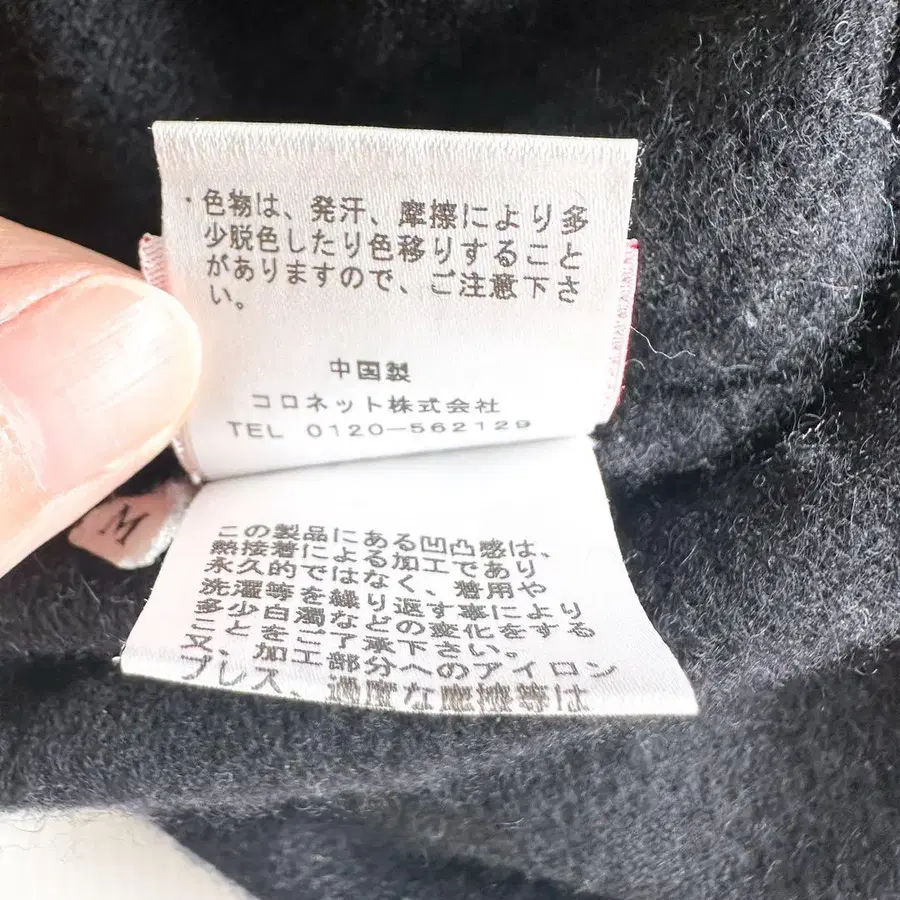 ・色物は、発汗、摩擦により多
少脱色したり色移りすること
がありますので、ご注意下さ
い。
中国製
コロネット株式会社
TEL 0120-562129
M
この製品にある凹凸感は、
熱接着による加工であり
永久的ではなく、着用や
洗濯等を繰り返す事により
多少白濁などの変化をする
ことをご了承下さい。
又、加工部分へのアイロン
プレス、過度な摩擦等は